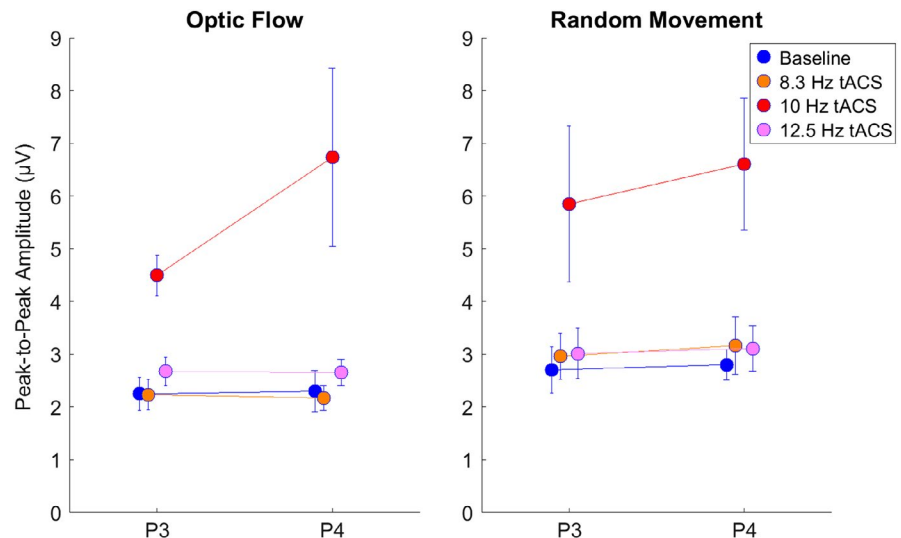 Optic Flow
Random Movement
Peak-to-Peak Amplitude (µV)
9
8
7
6
5
4
3
2
1
0
P3
P4
9
8
7
6
5
4
3
2
1
0
P3
P4
Baseline
8.3 Hz tACS
10 Hz tACS
12.5 Hz tACS